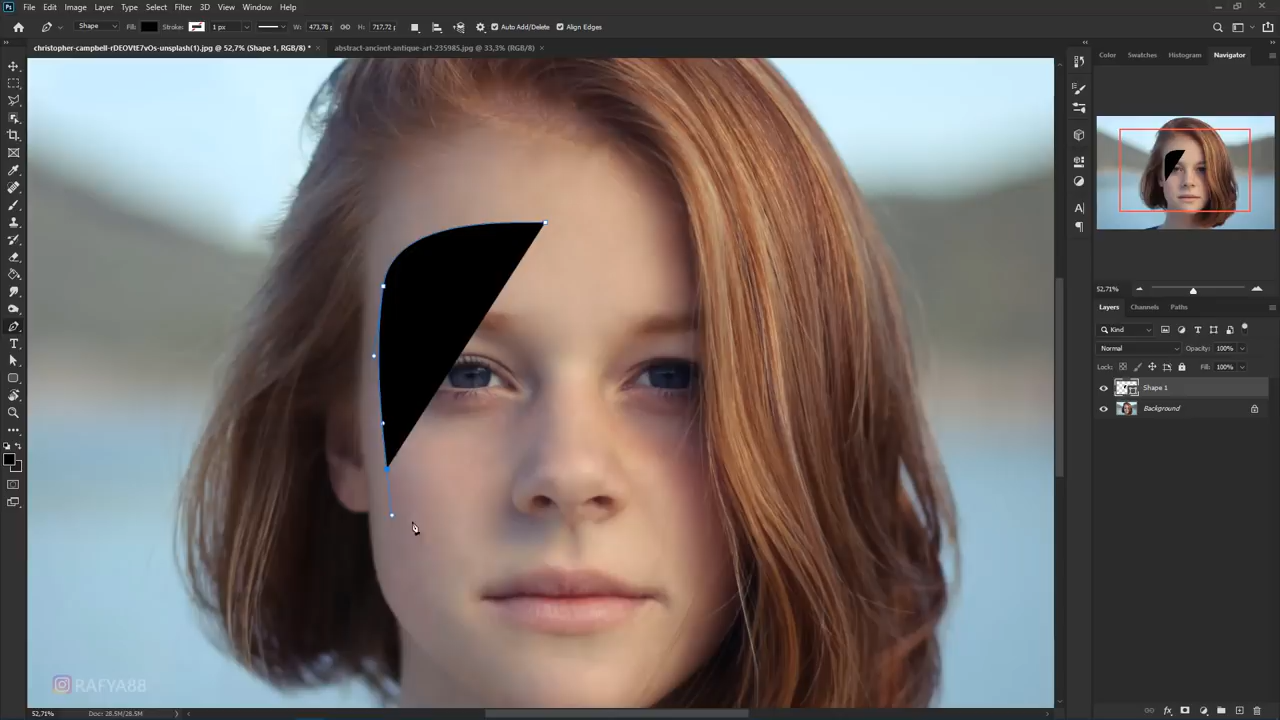 Ps File Edit Image Layer Type Select Filter 3D View Window Help
Shape Fill: Stroke: 1 px W: 473,78 H: 717,72 Auto Add/Delete Align Edges
christopher-campbell-rDEOVtE7vOs-unsplash(1).jpg @ 52,7% (Shape 1, RGB/8) * × abstract-ancient-antique-art-235985.jpg @ 33,3% (RGB/8) ×
Color Swatches Histogram Navigator
52,71%
Layers Channels Paths
Kind
Normal Opacity: 100%
Lock: Fill: 100%
Shape 1
Background
RAFYA88
52,71% Doc: 28,5M/28,5M